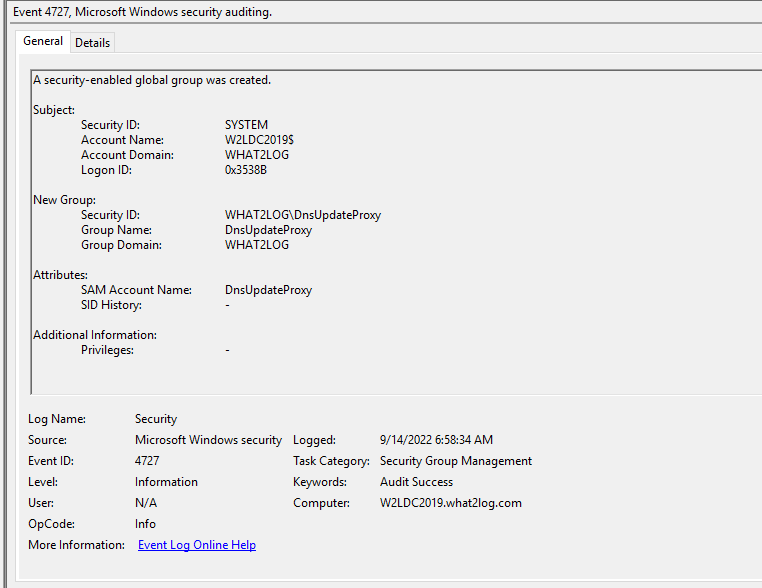 Event 4727, Microsoft Windows security auditing.
General Details
A security-enabled global group was created.
Subject:
Security ID: SYSTEM
Account Name: W2LDC2019$
Account Domain: WHAT2LOG
Logon ID: 0x3538B
New Group:
Security ID: WHAT2LOG\DnsUpdateProxy
Group Name: DnsUpdateProxy
Group Domain: WHAT2LOG
Attributes:
SAM Account Name: DnsUpdateProxy
SID History: -
Additional Information:
Privileges: -
Log Name: Security
Source: Microsoft Windows security Logged: 9/14/2022 6:58:34 AM
Event ID: 4727 Task Category: Security Group Management
Level: Information Keywords: Audit Success
User: N/A Computer: W2LDC2019.what2log.com
OpCode: Info
More Information: Event Log Online Help